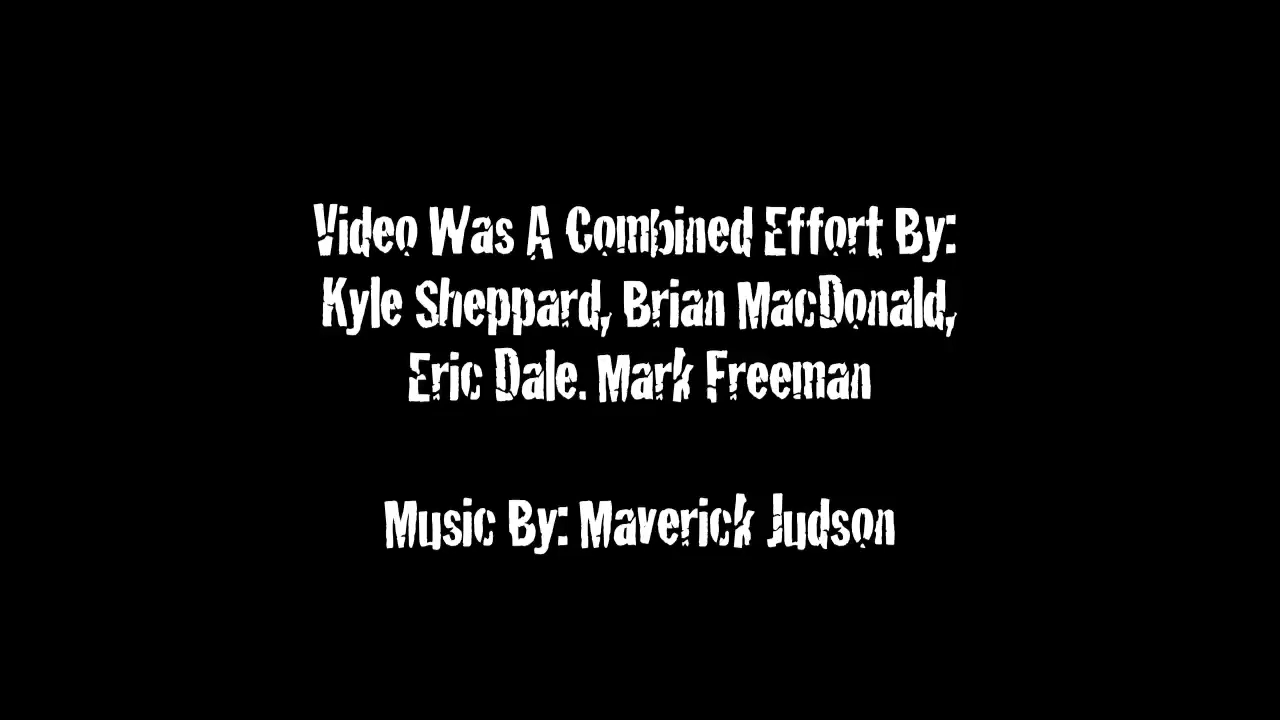 Video Was A Combined Effort By:
Kyle Sheppard, Brian MacDonald,
Eric Dale. Mark Freeman
Music By: Maverick Judson